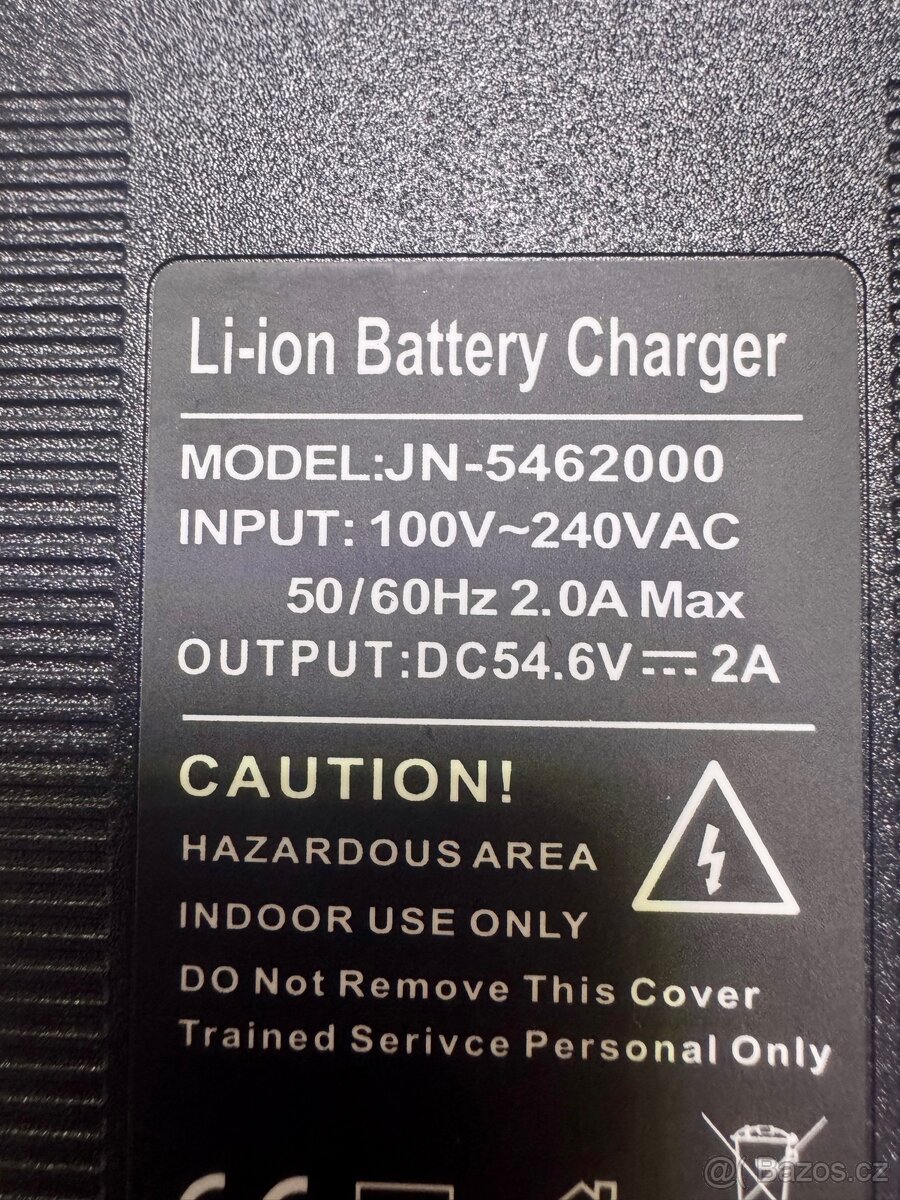 Li-ion Battery Charger
MODEL:JN-5462000
INPUT: 100V~240VAC
50/60Hz 2.0A Max
OUTPUT:DC54.6V⎓2A
CAUTION!
HAZARDOUS AREA
INDOOR USE ONLY
DO Not Remove This Cover
Trained Serivce Personal Only
@ Bazos.cz